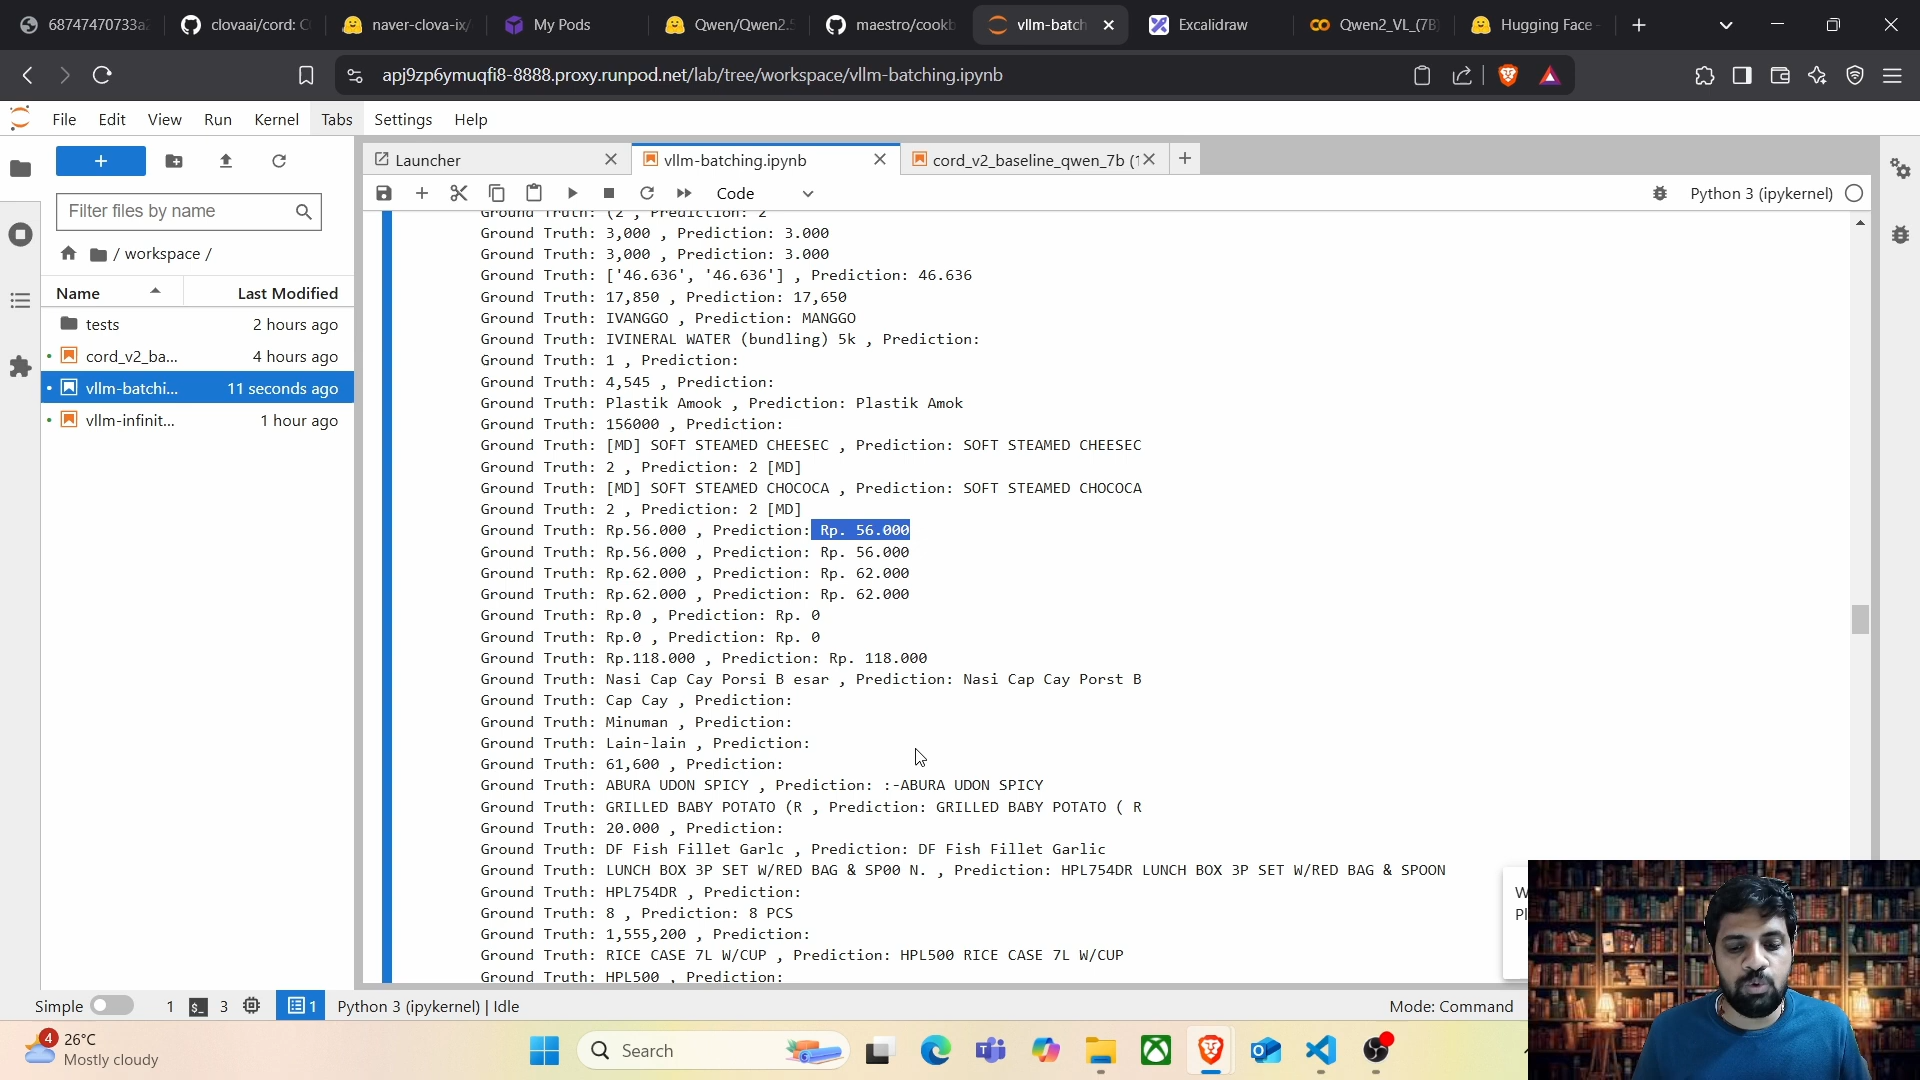 68747470733a2
clovaai/cord: C
naver-clova-ix/
My Pods
Qwen/Qwen2.5
maestro/cookb
vllm-batch
Excalidraw
Qwen2_VL_(7B
Hugging Face -
apj9zp6ymuqfi8-8888.proxy.runpod.net/lab/tree/workspace/vllm-batching.ipynb
File Edit View Run Kernel Tabs Settings Help
Launcher
vllm-batching.ipynb
cord_v2_baseline_qwen_7b (1
Code
Python 3 (ipykernel)
Filter files by name
/ workspace /
Name Last Modified
tests 2 hours ago
cord_v2_ba... 4 hours ago
vllm-batchi... 11 seconds ago
vllm-infinit... 1 hour ago
Ground Truth: (2 , Prediction: 2
Ground Truth: 3,000 , Prediction: 3.000
Ground Truth: 3,000 , Prediction: 3.000
Ground Truth: ['46.636', '46.636'] , Prediction: 46.636
Ground Truth: 17,850 , Prediction: 17,650
Ground Truth: IVANGGO , Prediction: MANGGO
Ground Truth: IVINERAL WATER (bundling) 5k , Prediction:
Ground Truth: 1 , Prediction:
Ground Truth: 4,545 , Prediction:
Ground Truth: Plastik Amook , Prediction: Plastik Amok
Ground Truth: 156000 , Prediction:
Ground Truth: [MD] SOFT STEAMED CHEESEC , Prediction: SOFT STEAMED CHEESEC
Ground Truth: 2 , Prediction: 2 [MD]
Ground Truth: [MD] SOFT STEAMED CHOCOCA , Prediction: SOFT STEAMED CHOCOCA
Ground Truth: 2 , Prediction: 2 [MD]
Ground Truth: Rp.56.000 , Prediction: Rp. 56.000
Ground Truth: Rp.56.000 , Prediction: Rp. 56.000
Ground Truth: Rp.62.000 , Prediction: Rp. 62.000
Ground Truth: Rp.62.000 , Prediction: Rp. 62.000
Ground Truth: Rp.0 , Prediction: Rp. 0
Ground Truth: Rp.0 , Prediction: Rp. 0
Ground Truth: Rp.118.000 , Prediction: Rp. 118.000
Ground Truth: Nasi Cap Cay Porsi B esar , Prediction: Nasi Cap Cay Porst B
Ground Truth: Cap Cay , Prediction:
Ground Truth: Minuman , Prediction:
Ground Truth: Lain-lain , Prediction:
Ground Truth: 61,600 , Prediction:
Ground Truth: ABURA UDON SPICY , Prediction: :-ABURA UDON SPICY
Ground Truth: GRILLED BABY POTATO (R , Prediction: GRILLED BABY POTATO ( R
Ground Truth: 20.000 , Prediction:
Ground Truth: DF Fish Fillet Garlc , Prediction: DF Fish Fillet Garlic
Ground Truth: LUNCH BOX 3P SET W/RED BAG & SP00 N. , Prediction: HPL754DR LUNCH BOX 3P SET W/RED BAG & SPOON
Ground Truth: HPL754DR , Prediction:
Ground Truth: 8 , Prediction: 8 PCS
Ground Truth: 1,555,200 , Prediction:
Ground Truth: RICE CASE 7L W/CUP , Prediction: HPL500 RICE CASE 7L W/CUP
Ground Truth: HPL500 , Prediction:
W
Pl
Simple 1 $_ 3 1 Python 3 (ipykernel) | Idle
Mode: Command
4
26°C
Mostly cloudy
Search